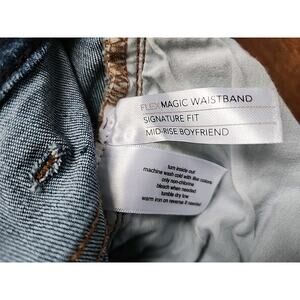 FLEX MAGIC WAISTBAND
SIGNATURE FIT
MID-RISE BOYFRIEND
turn inside out
machine wash cold with like colors
only non-chlorine
bleach when needed
tumble dry low
warm iron on reverse if needed